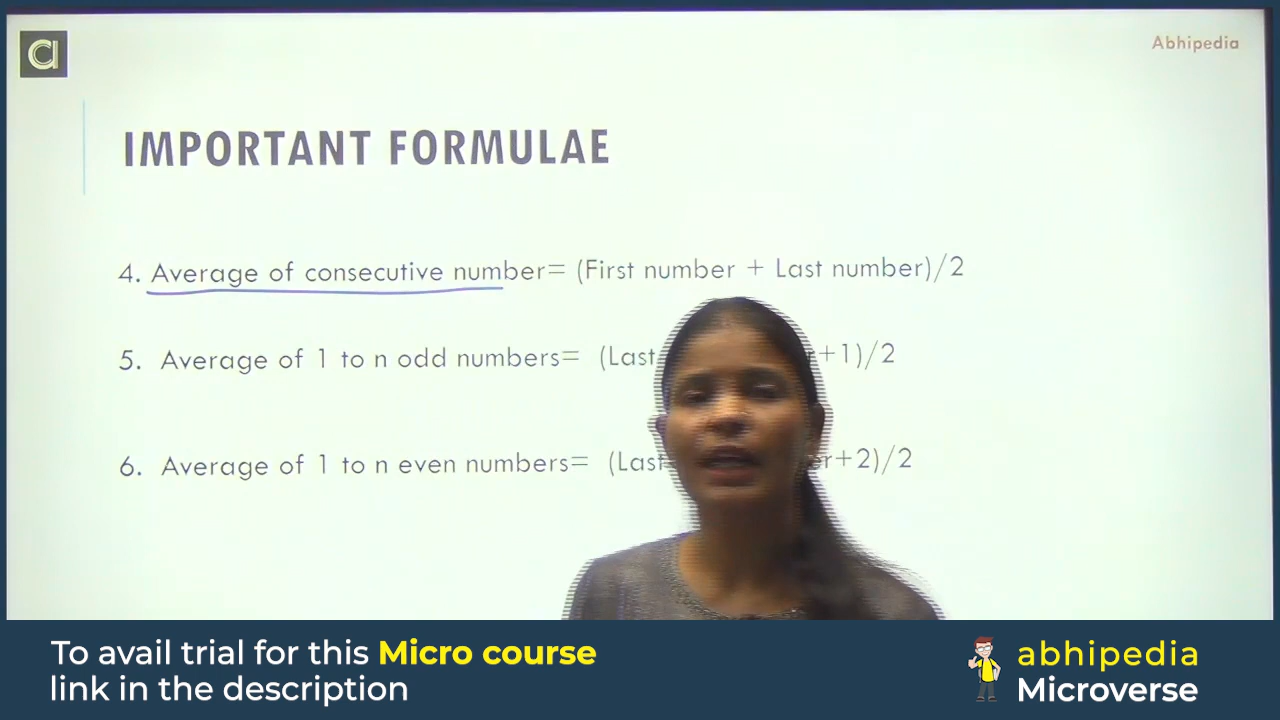 Abhipedia
IMPORTANT FORMULAE
4. Average of consecutive number= (First number + Last number)/2
5. Average of 1 to n odd numbers= (Last +1)/2
6. Average of 1 to n even numbers= +2)/2
To avail trial for this Micro course
link in the description
abhipedia
Microverse